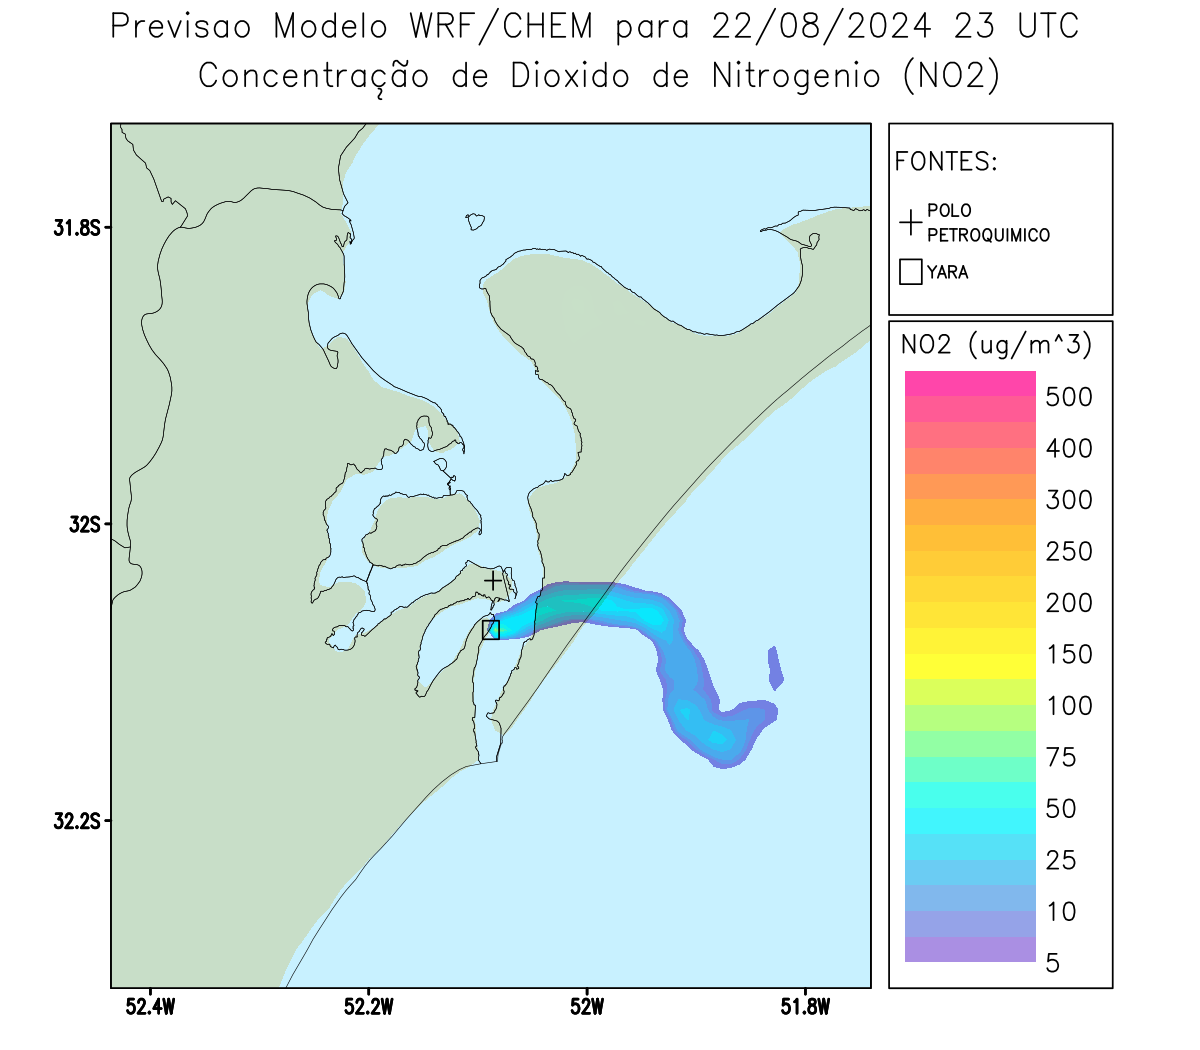 Previsao Modelo WRF/CHEM para 22/08/2024 23 UTC
Concentração de Dioxido de Nitrogenio (NO2)
FONTES:
POLO
PETROQUIMICO
YARA
NO2 (ug/m^3)
500
400
300
250
200
150
100
75
50
25
10
5
31.8S
32S
32.2S
52.4W
52.2W
52W
51.8W